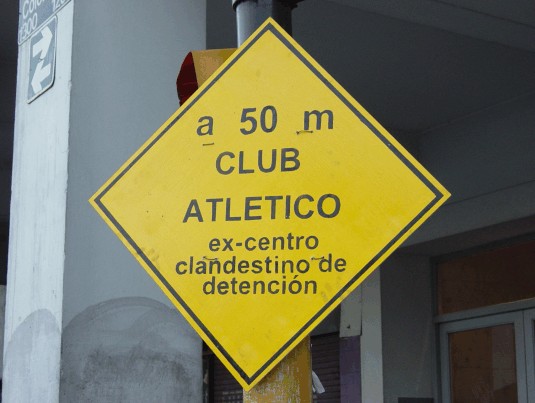 a 50 m
CLUB
ATLETICO
ex-centro
clandestino de
detención